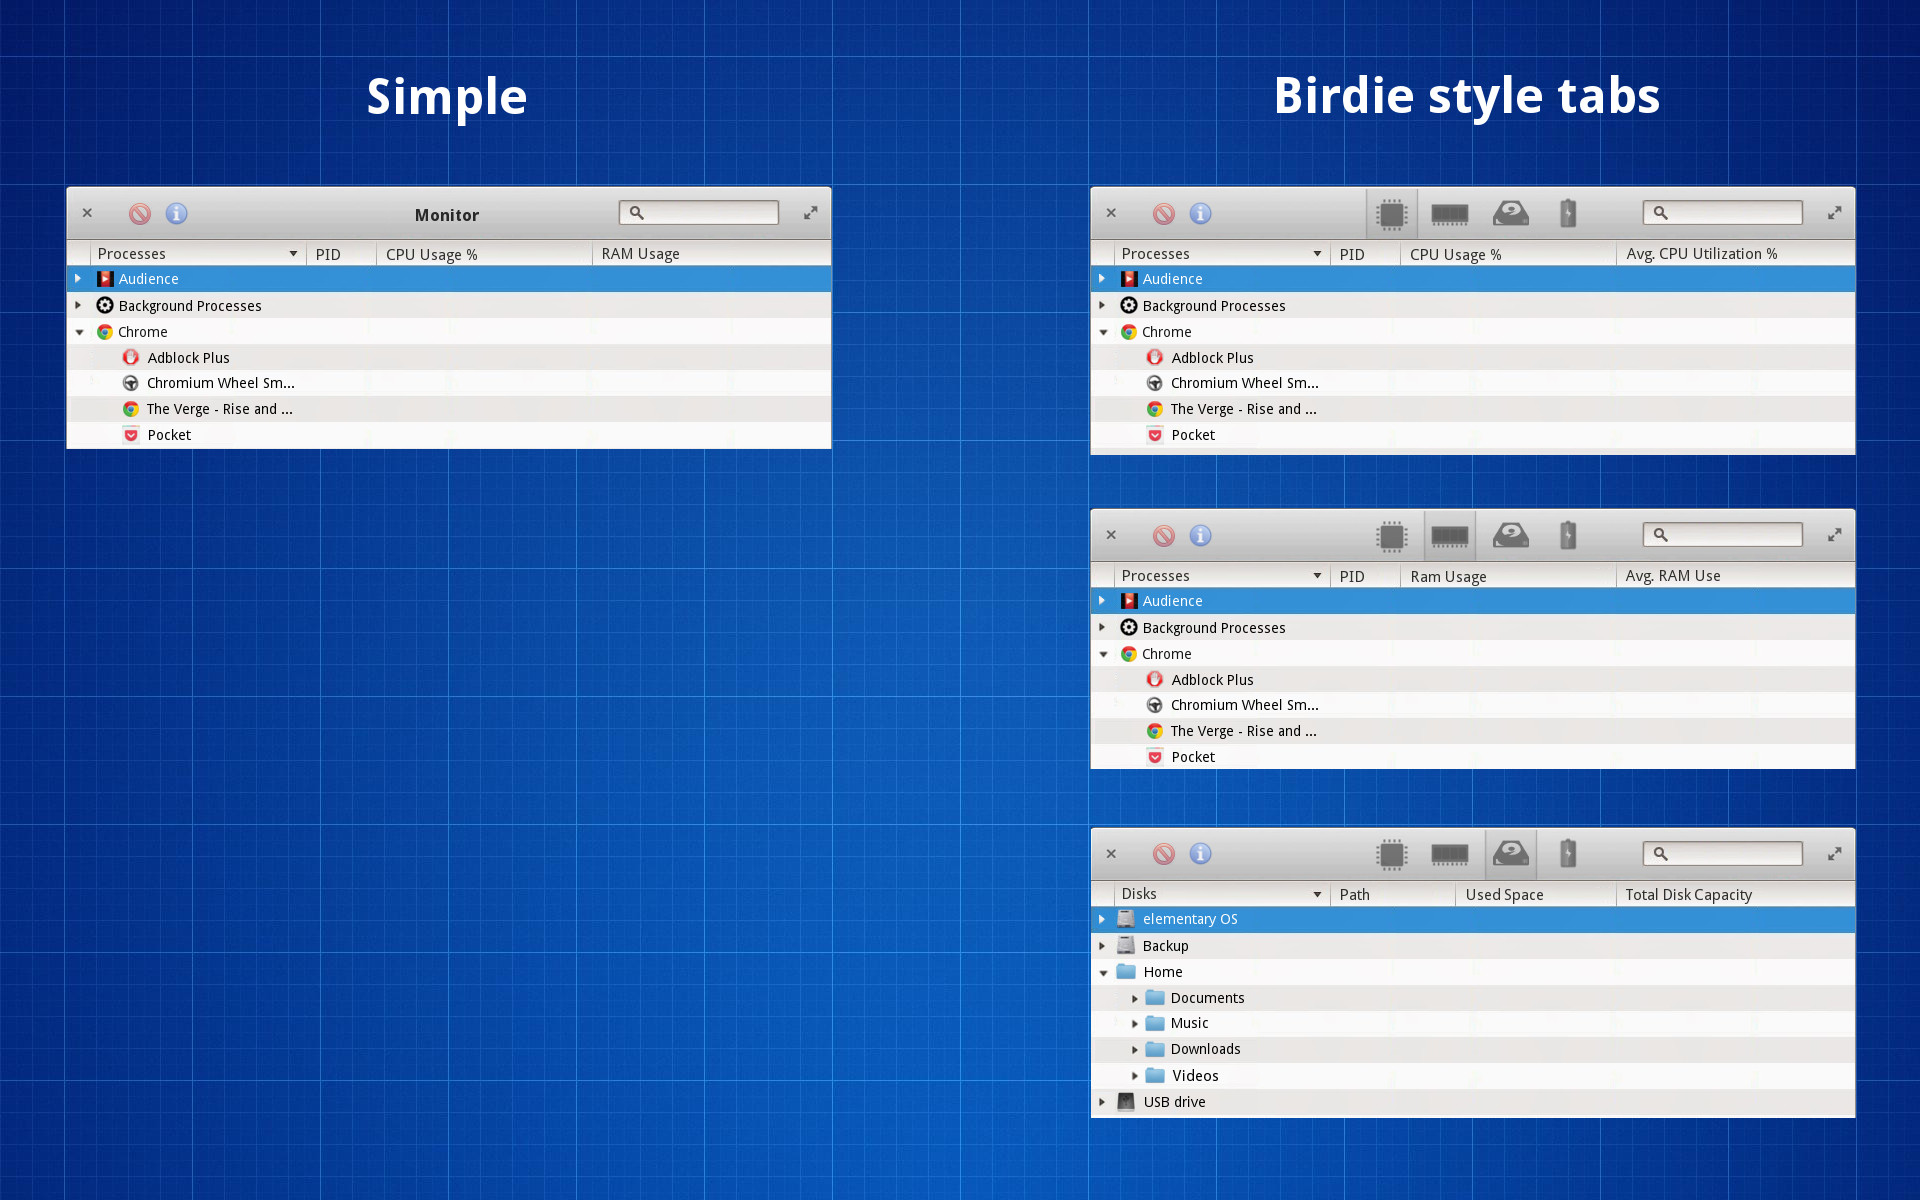 Simple
Monitor
Processes PID CPU Usage % RAM Usage
Audience
Background Processes
Chrome
Adblock Plus
Chromium Wheel Sm...
The Verge - Rise and ...
Pocket
Birdie style tabs
Processes PID CPU Usage % Avg. CPU Utilization %
Audience
Background Processes
Chrome
Adblock Plus
Chromium Wheel Sm...
The Verge - Rise and ...
Pocket
Processes PID Ram Usage Avg. RAM Use
Audience
Background Processes
Chrome
Adblock Plus
Chromium Wheel Sm...
The Verge - Rise and ...
Pocket
Disks Path Used Space Total Disk Capacity
elementary OS
Backup
Home
Documents
Music
Downloads
Videos
USB drive